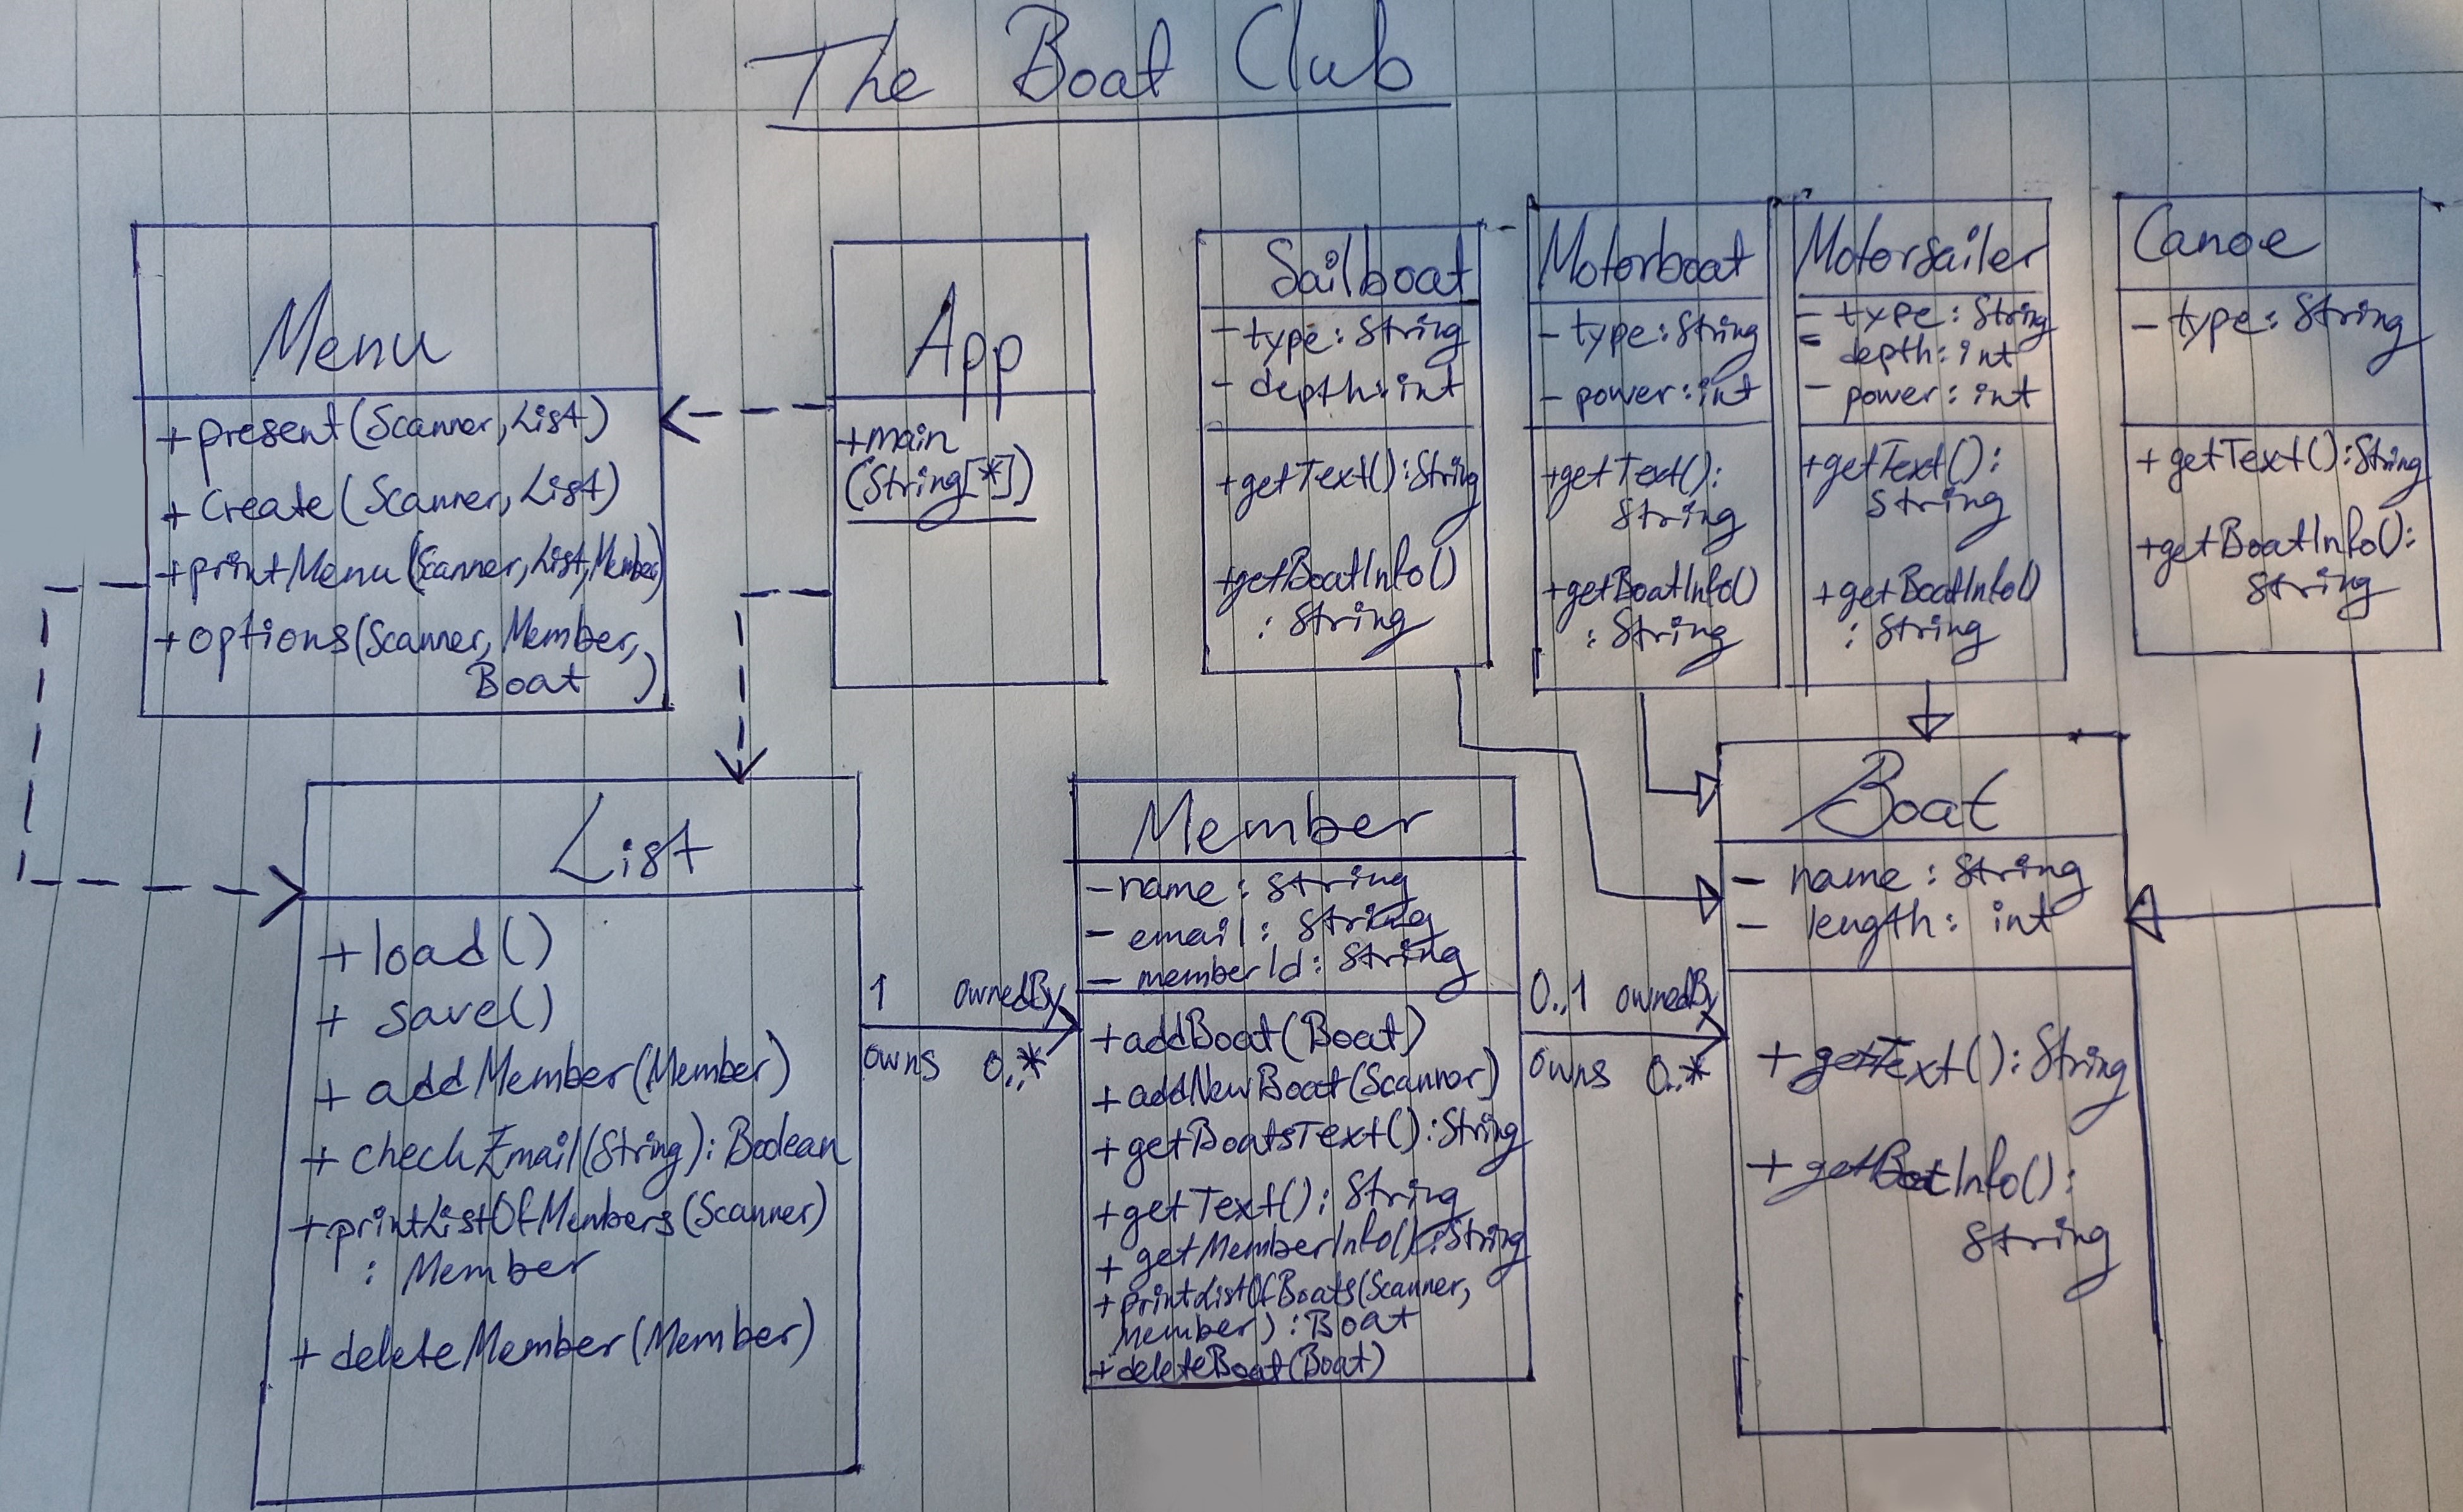 The Boat Club
Menu
+present(Scanner,List)
+ create(Scanner,List)
+printMenu(Scanner,List,Member)
+options(Scanner,Member,
Boat )
App
+main
(String[*])
Sailboat
-type:String
- depth:int
+getText():String
+getBoatInfo()
: String
Motorboat
- type:String
- power:int
+getText():
String
+getBoatInfo()
: String
Motorsailer
- type: String
- depth:int
- power: int
+getText():
String
+getBoatInfo()
: String
Canoe
- type: String
+ getText():String
+getBoatInfo():
String
List
+load()
+ save()
+ addMember(Member)
+ checkEmail(String): Boolean
+printListOfMembers(Scanner)
: Member
+ deleteMember(Member)
1 ownedBy
owns 0..*
Member
-name: String
- email: String
- memberId: String
+addBoat(Boat)
+addNewBoat(Scanner)
+getBoatsText():String
+getText(): String
+ getMemberInfo():String
+printListOfBoats(Scanner,
Member):Boat
+deleteBoat(Boat)
0..1 ownedBy
owns 0..*
Boat
- name: String
- length: int
+ getText():String
+ getBoatInfo():
String